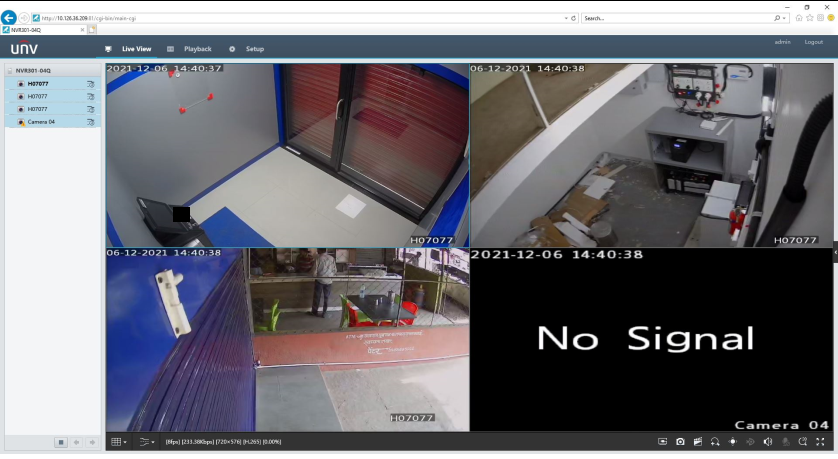 http://10.128.36.209:81/cgi-bin/main-cgi
Search...
NVR301-04Q
unv
Live View
Playback
Setup
admin
Logout
NVR301-04Q
H07077
H07077
H07077
Camera 04
2021-12-06 14:40:37
H07077
06-12-2021 14:40:38
H07077
06-12-2021 14:40:38
H07077
2021-12-06 14:40:38
No Signal
Camera 04
[8fps] [233.38Kbps] [720×576] [H.265] [0.00%]